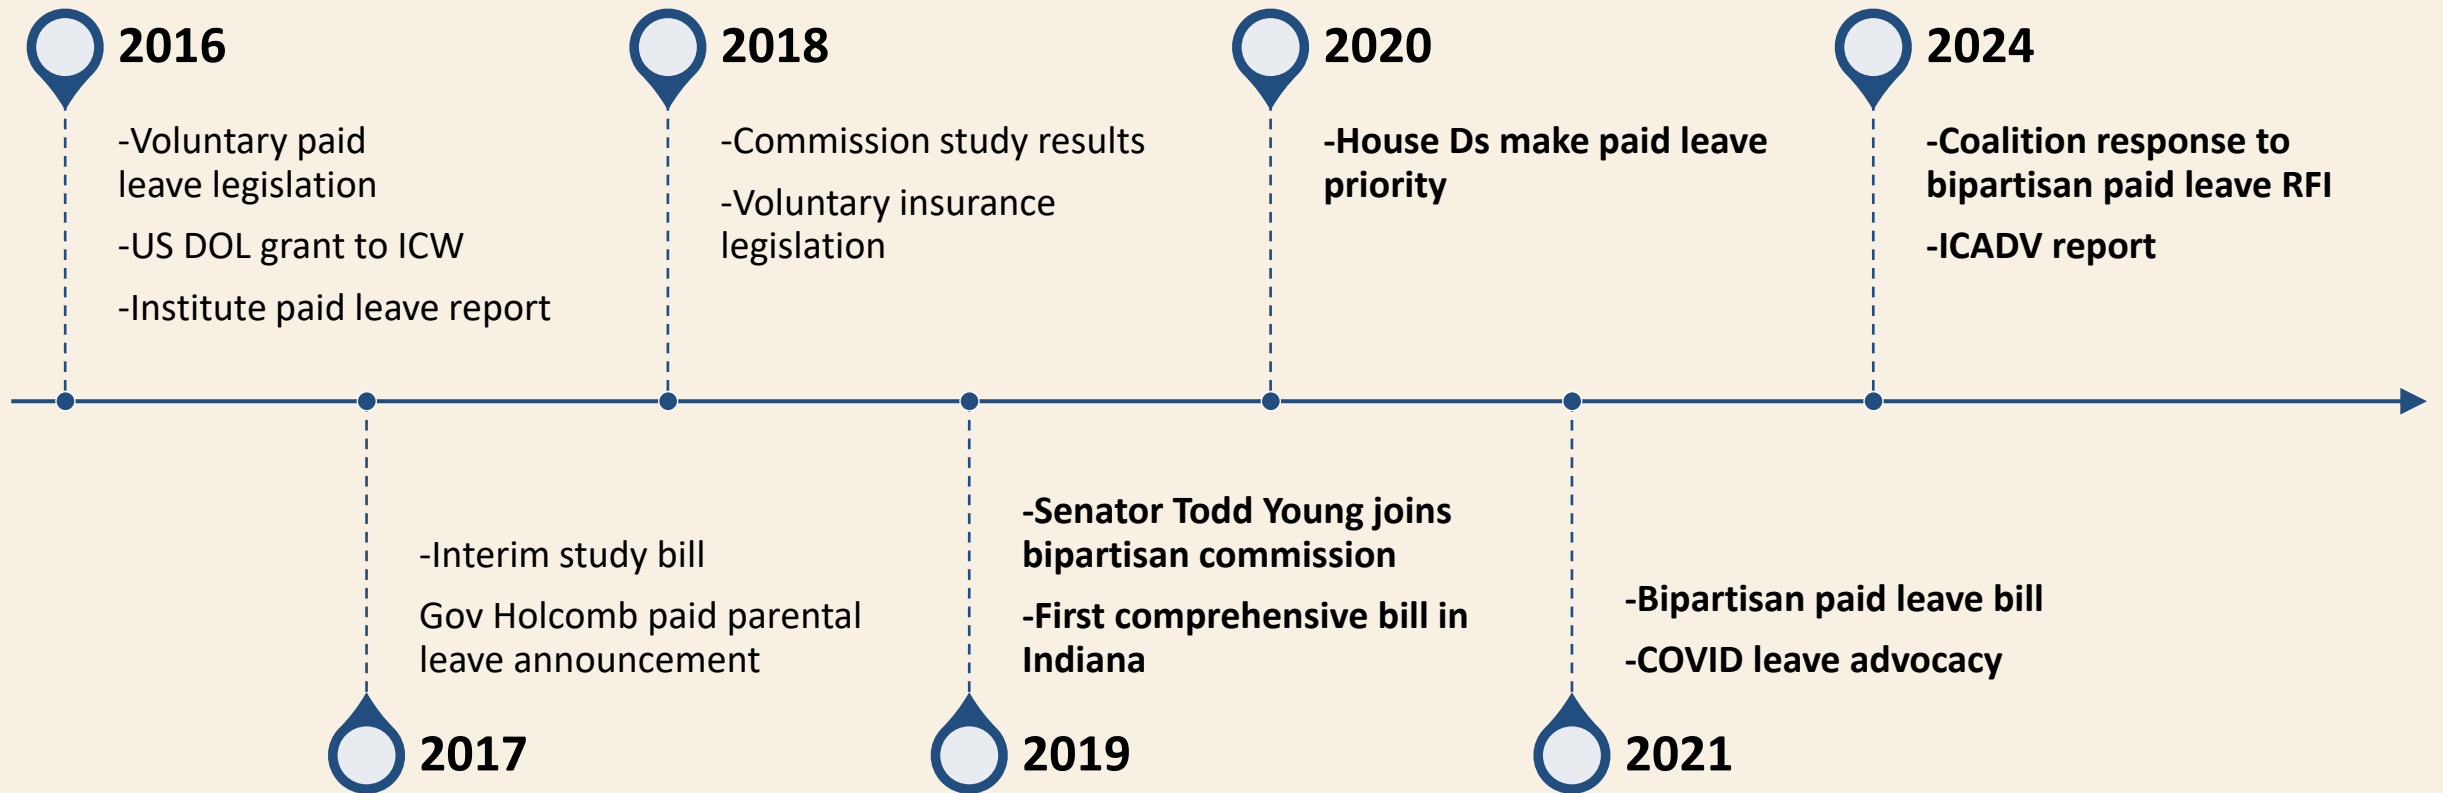 2016
-Voluntary paid
leave legislation
-US DOL grant to ICW
-Institute paid leave report
2017
-Interim study bill
Gov Holcomb paid parental
leave announcement
2018
-Commission study results
-Voluntary insurance
legislation
2019
-Senator Todd Young joins
bipartisan commission
-First comprehensive bill in
Indiana
2020
-House Ds make paid leave
priority
2021
-Bipartisan paid leave bill
-COVID leave advocacy
2024
-Coalition response to
bipartisan paid leave RFI
-ICADV report